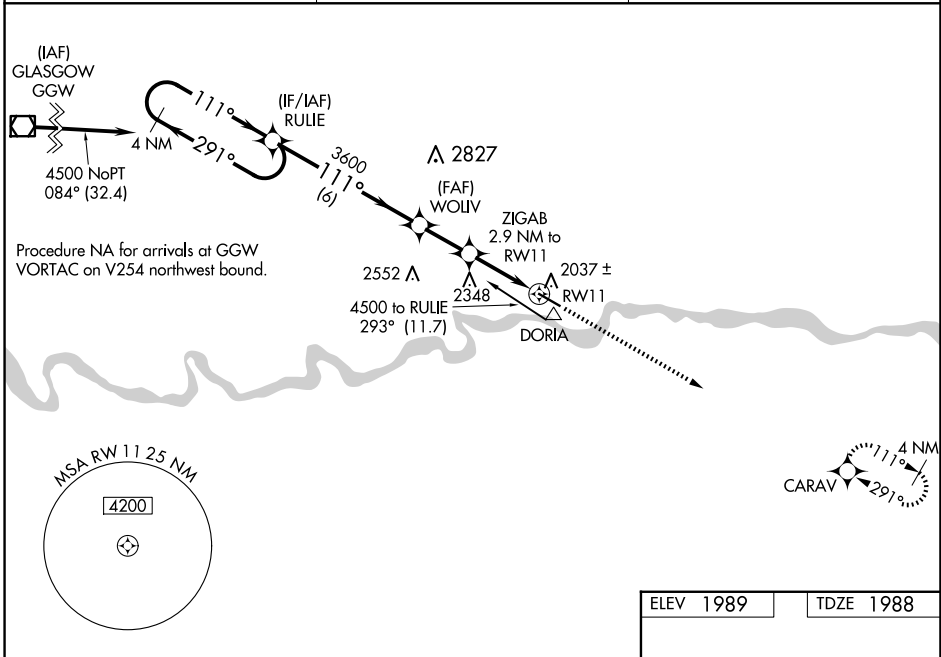 (IAF)
GLASGOW
GGW
4500 NoPT
084° (32.4)
111°
4 NM
291°
(IF/IAF)
RULIE
3600
111°
(6)
2827
(FAF)
WOLIV
ZIGAB
2.9 NM to
RW11
2037 ±
RW11
2552
2348
4500 to RULIE
293° (11.7)
DORIA
Procedure NA for arrivals at GGW
VORTAC on V254 northwest bound.
MSA RW 11 25 NM
4200
CARAV
111°
4 NM
291°
ELEV 1989
TDZE 1988